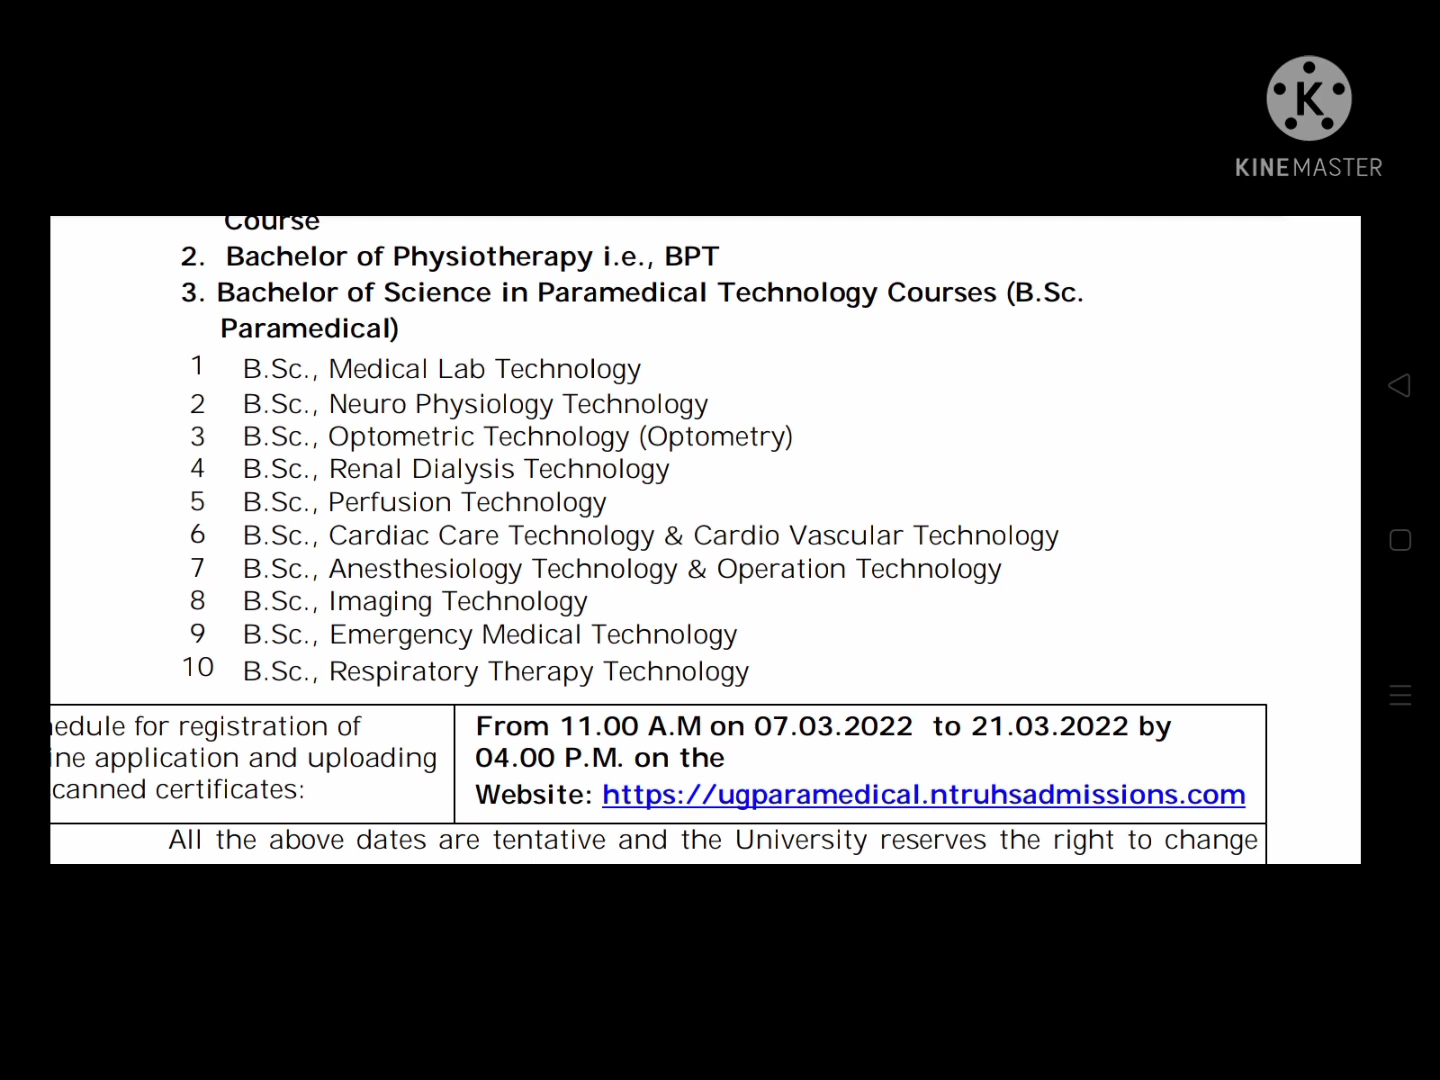 K
KINEMASTER
Course
2. Bachelor of Physiotherapy i.e., BPT
3. Bachelor of Science in Paramedical Technology Courses (B.Sc.
Paramedical)
1 B.Sc., Medical Lab Technology
2 B.Sc., Neuro Physiology Technology
3 B.Sc., Optometric Technology (Optometry)
4 B.Sc., Renal Dialysis Technology
5 B.Sc., Perfusion Technology
6 B.Sc., Cardiac Care Technology & Cardio Vascular Technology
7 B.Sc., Anesthesiology Technology & Operation Technology
8 B.Sc., Imaging Technology
9 B.Sc., Emergency Medical Technology
10 B.Sc., Respiratory Therapy Technology
edule for registration of
ine application and uploading
canned certificates:
From 11.00 A.M on 07.03.2022 to 21.03.2022 by
04.00 P.M. on the
Website: https://ugparamedical.ntruhsadmissions.com
All the above dates are tentative and the University reserves the right to change